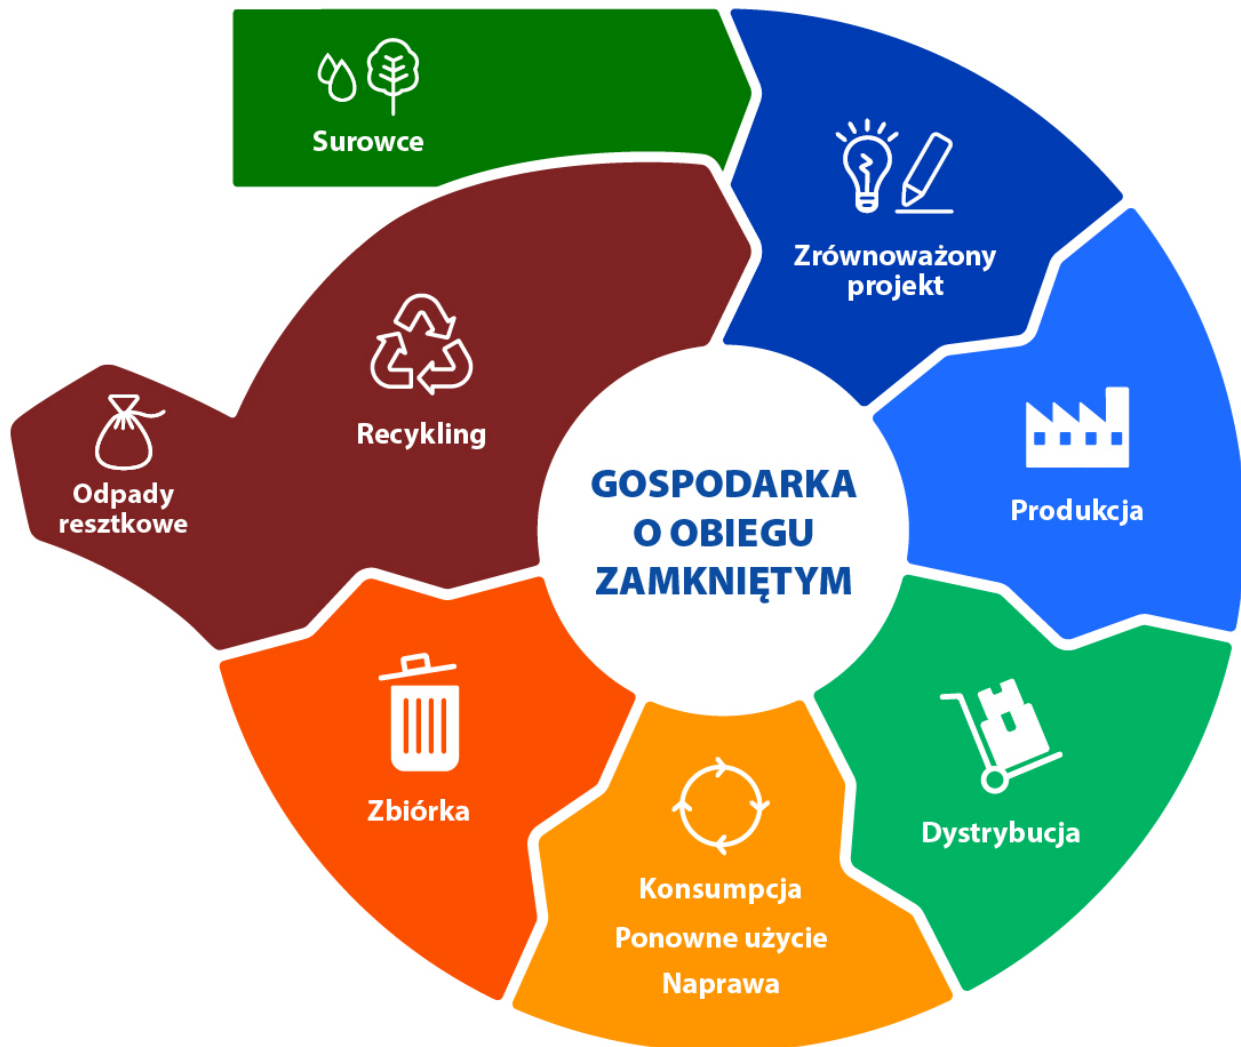 Surowce
Zrównoważony
projekt
Produkcja
Dystrybucja
Konsumpcja
Ponowne użycie
Naprawa
Zbiórka
Recykling
Odpady
resztkowe
GOSPODARKA
O OBIEGU
ZAMKNIĘTYM